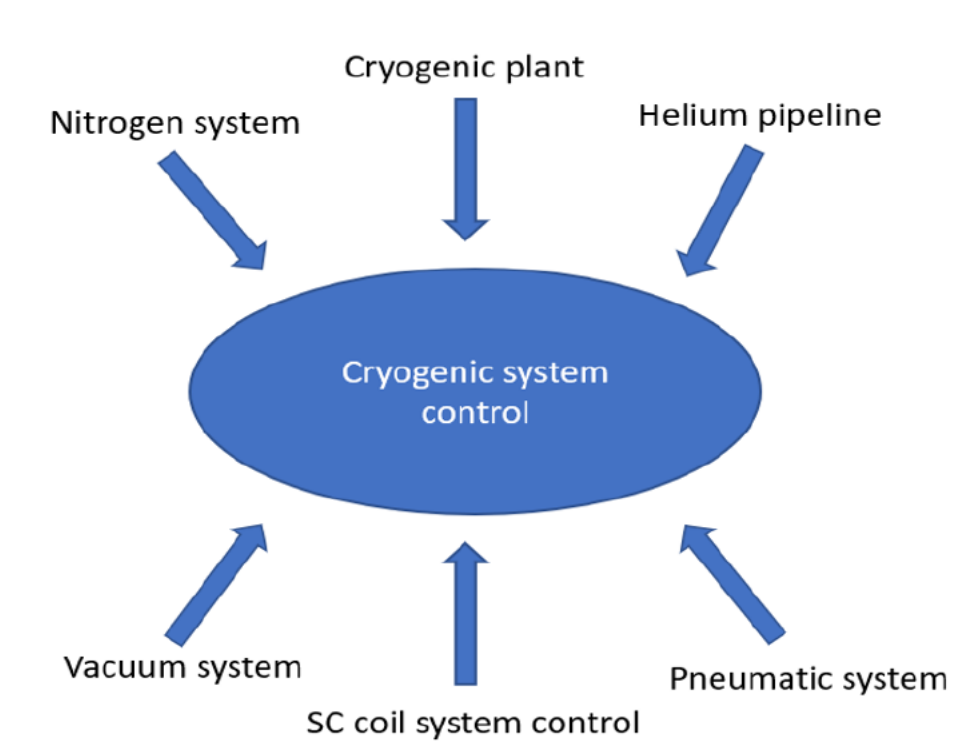 Cryogenic plant
Nitrogen system
Helium pipeline
Cryogenic system
control
Vacuum system
Pneumatic system
SC coil system control